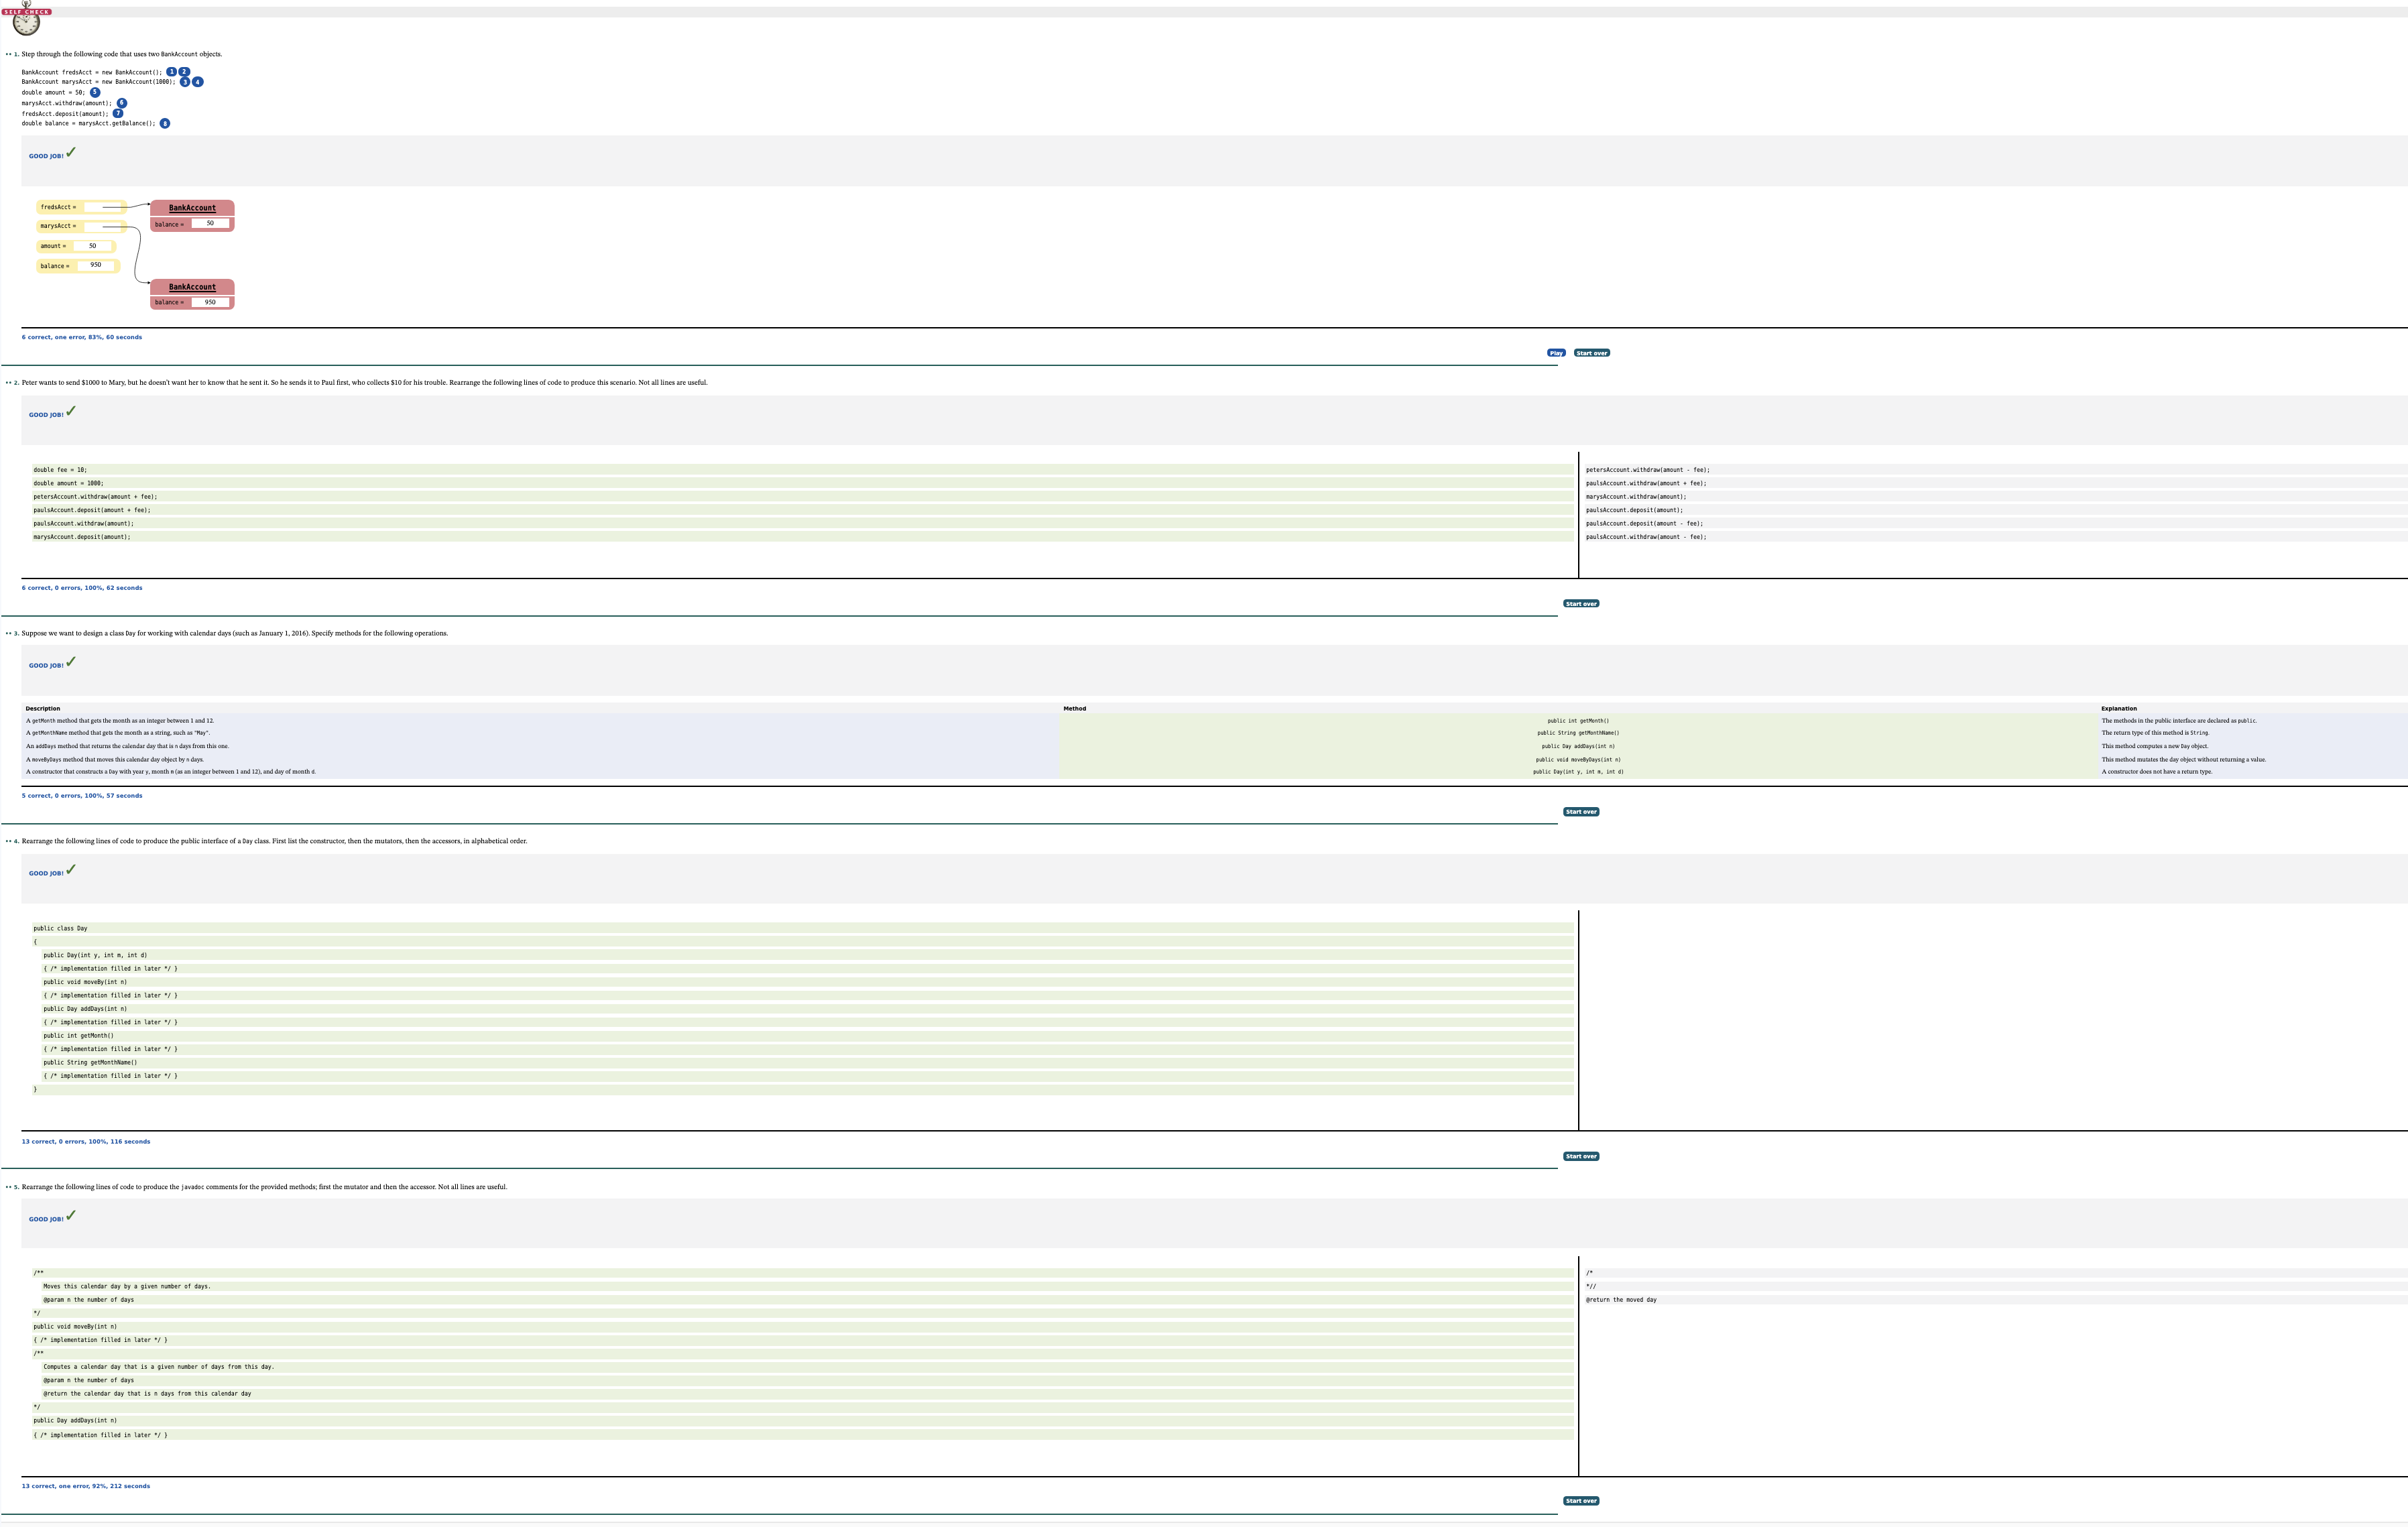 SELF CHECK
•• 1. Step through the following code that uses two BankAccount objects.
BankAccount fredsAcct = new BankAccount(); 1 2
BankAccount marysAcct = new BankAccount(1000); 3 4
double amount = 50; 5
marysAcct.withdraw(amount); 6
fredsAcct.deposit(amount); 7
double balance = marysAcct.getBalance(); 8
GOOD JOB! ✓
fredsAcct =
BankAccount
balance = 50
marysAcct =
amount = 50
balance = 950
BankAccount
balance = 950
6 correct, one error, 83%, 60 seconds
Play Start over
•• 2. Peter wants to send $1000 to Mary, but he doesn't want her to know that he sent it. So he sends it to Paul first, who collects $10 for his trouble. Rearrange the following lines of code to produce this scenario. Not all lines are useful.
GOOD JOB! ✓
double fee = 10;
double amount = 1000;
petersAccount.withdraw(amount + fee);
paulsAccount.deposit(amount + fee);
paulsAccount.withdraw(amount);
marysAccount.deposit(amount);
petersAccount.withdraw(amount - fee);
paulsAccount.withdraw(amount + fee);
marysAccount.withdraw(amount);
paulsAccount.deposit(amount);
paulsAccount.deposit(amount - fee);
paulsAccount.withdraw(amount - fee);
6 correct, 0 errors, 100%, 62 seconds
Start over
•• 3. Suppose we want to design a class Day for working with calendar days (such as January 1, 2016). Specify methods for the following operations.
GOOD JOB! ✓
Description Method Explanation
A getMonth method that gets the month as an integer between 1 and 12. public int getMonth() The methods in the public interface are declared as public.
A getMonthName method that gets the month as a string, such as "May". public String getMonthName() The return type of this method is String.
An addDays method that returns the calendar day that is n days from this one. public Day addDays(int n) This method computes a new Day object.
A moveByDays method that moves this calendar day object by n days. public void moveByDays(int n) This method mutates the day object without returning a value.
A constructor that constructs a Day with year y, month m (as an integer between 1 and 12), and day of month d. public Day(int y, int m, int d) A constructor does not have a return type.
5 correct, 0 errors, 100%, 57 seconds
Start over
•• 4. Rearrange the following lines of code to produce the public interface of a Day class. First list the constructor, then the mutators, then the accessors, in alphabetical order.
GOOD JOB! ✓
public class Day
{
public Day(int y, int m, int d)
{ /* implementation filled in later */ }
public void moveBy(int n)
{ /* implementation filled in later */ }
public Day addDays(int n)
{ /* implementation filled in later */ }
public int getMonth()
{ /* implementation filled in later */ }
public String getMonthName()
{ /* implementation filled in later */ }
}
13 correct, 0 errors, 100%, 116 seconds
Start over
•• 5. Rearrange the following lines of code to produce the javadoc comments for the provided methods; first the mutator and then the accessor. Not all lines are useful.
GOOD JOB! ✓
/**
Moves this calendar day by a given number of days.
@param n the number of days
*/
public void moveBy(int n)
{ /* implementation filled in later */ }
/**
Computes a calendar day that is a given number of days from this day.
@param n the number of days
@return the calendar day that is n days from this calendar day
*/
public Day addDays(int n)
{ /* implementation filled in later */ }
/*
*//
@return the moved day
13 correct, one error, 92%, 212 seconds
Start over